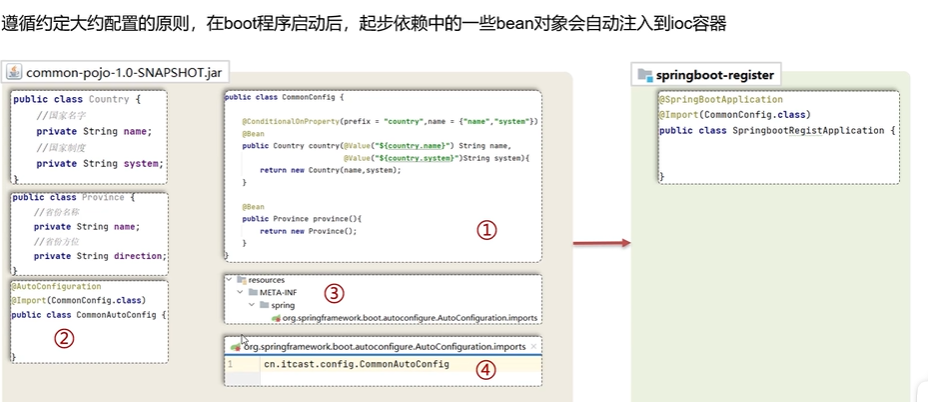 遵循约定大约配置的原则，在boot程序启动后，起步依赖中的一些bean对象会自动注入到ioc容器
common-pojo-1.0-SNAPSHOT.jar
public class Country {
//国家名字
private String name;
//国家制度
private String system;
}
public class Province {
//省份名称
private String name;
//省份方位
private String direction;
}
@AutoConfiguration
@Import(CommonConfig.class)
public class CommonAutoConfig {
②
}
public class CommonConfig {
@ConditionalOnProperty(prefix = "country",name = {"name","system"})
@Bean
public Country country(@Value("${country.name}") String name,
@Value("${country.system}")String system){
return new Country(name,system);
}
@Bean
public Province province(){
return new Province();
}
①
}
resources
META-INF
③
spring
org.springframework.boot.autoconfigure.AutoConfiguration.imports
org.springframework.boot.autoconfigure.AutoConfiguration.imports
1 cn.itcast.config.CommonAutoConfig
④
springboot-register
@SpringBootApplication
@Import(CommonConfig.class)
public class SpringbootRegistApplication {
}